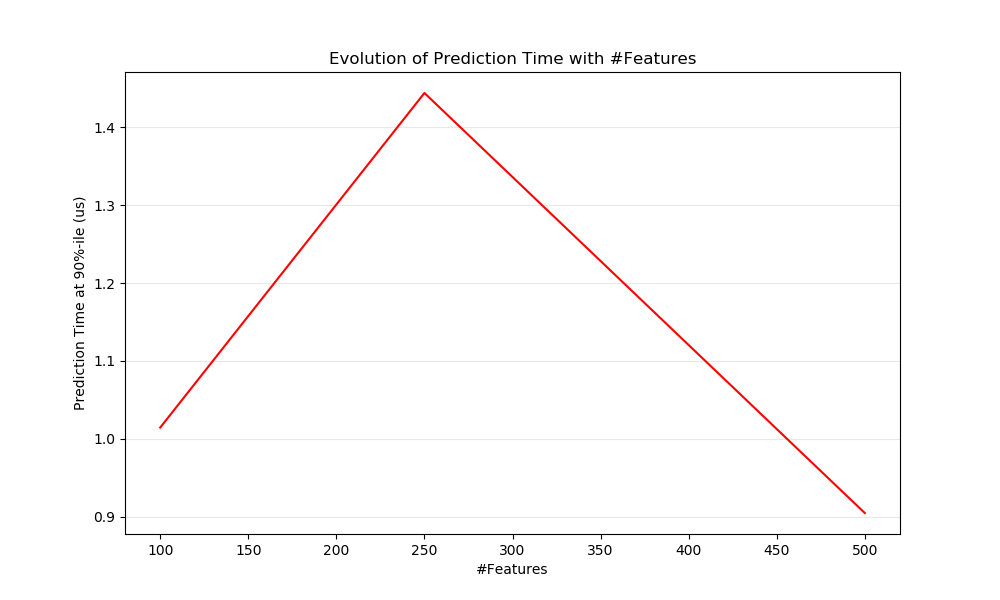 Evolution of Prediction Time with #Features
Prediction Time at 90%-ile (us)
1.4
1.3
1.2
1.1
1.0
0.9
100 150 200 250 300 350 400 450 500
#Features